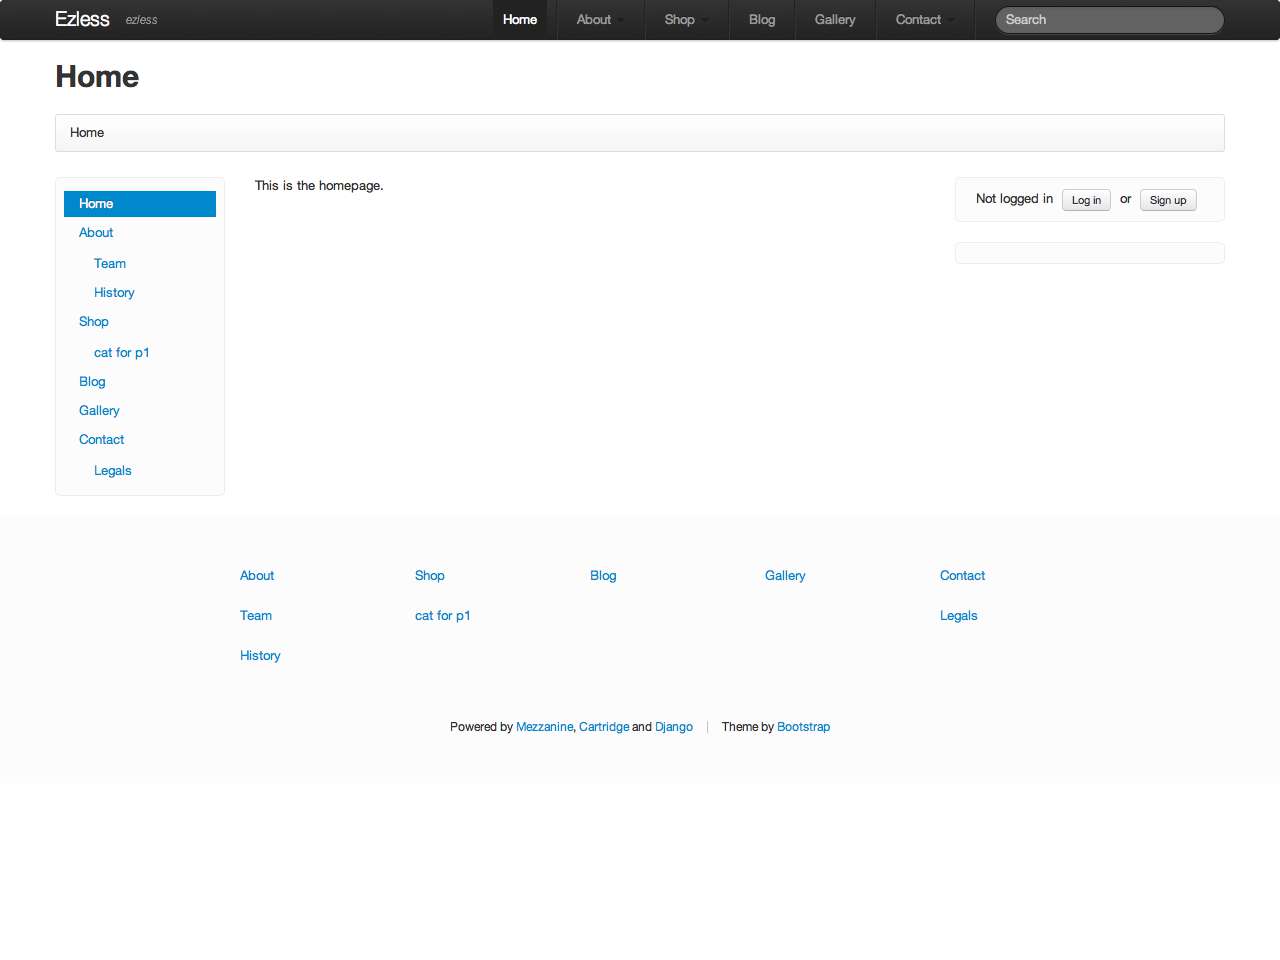 Ezless ezless Home About Shop Blog Gallery Contact Search
Home
Home
Home
About
Team
History
Shop
cat for p1
Blog
Gallery
Contact
Legals
This is the homepage.
Not logged in Log in or Sign up
About Shop Blog Gallery Contact
Team cat for p1 Legals
History
Powered by Mezzanine, Cartridge and Django | Theme by Bootstrap